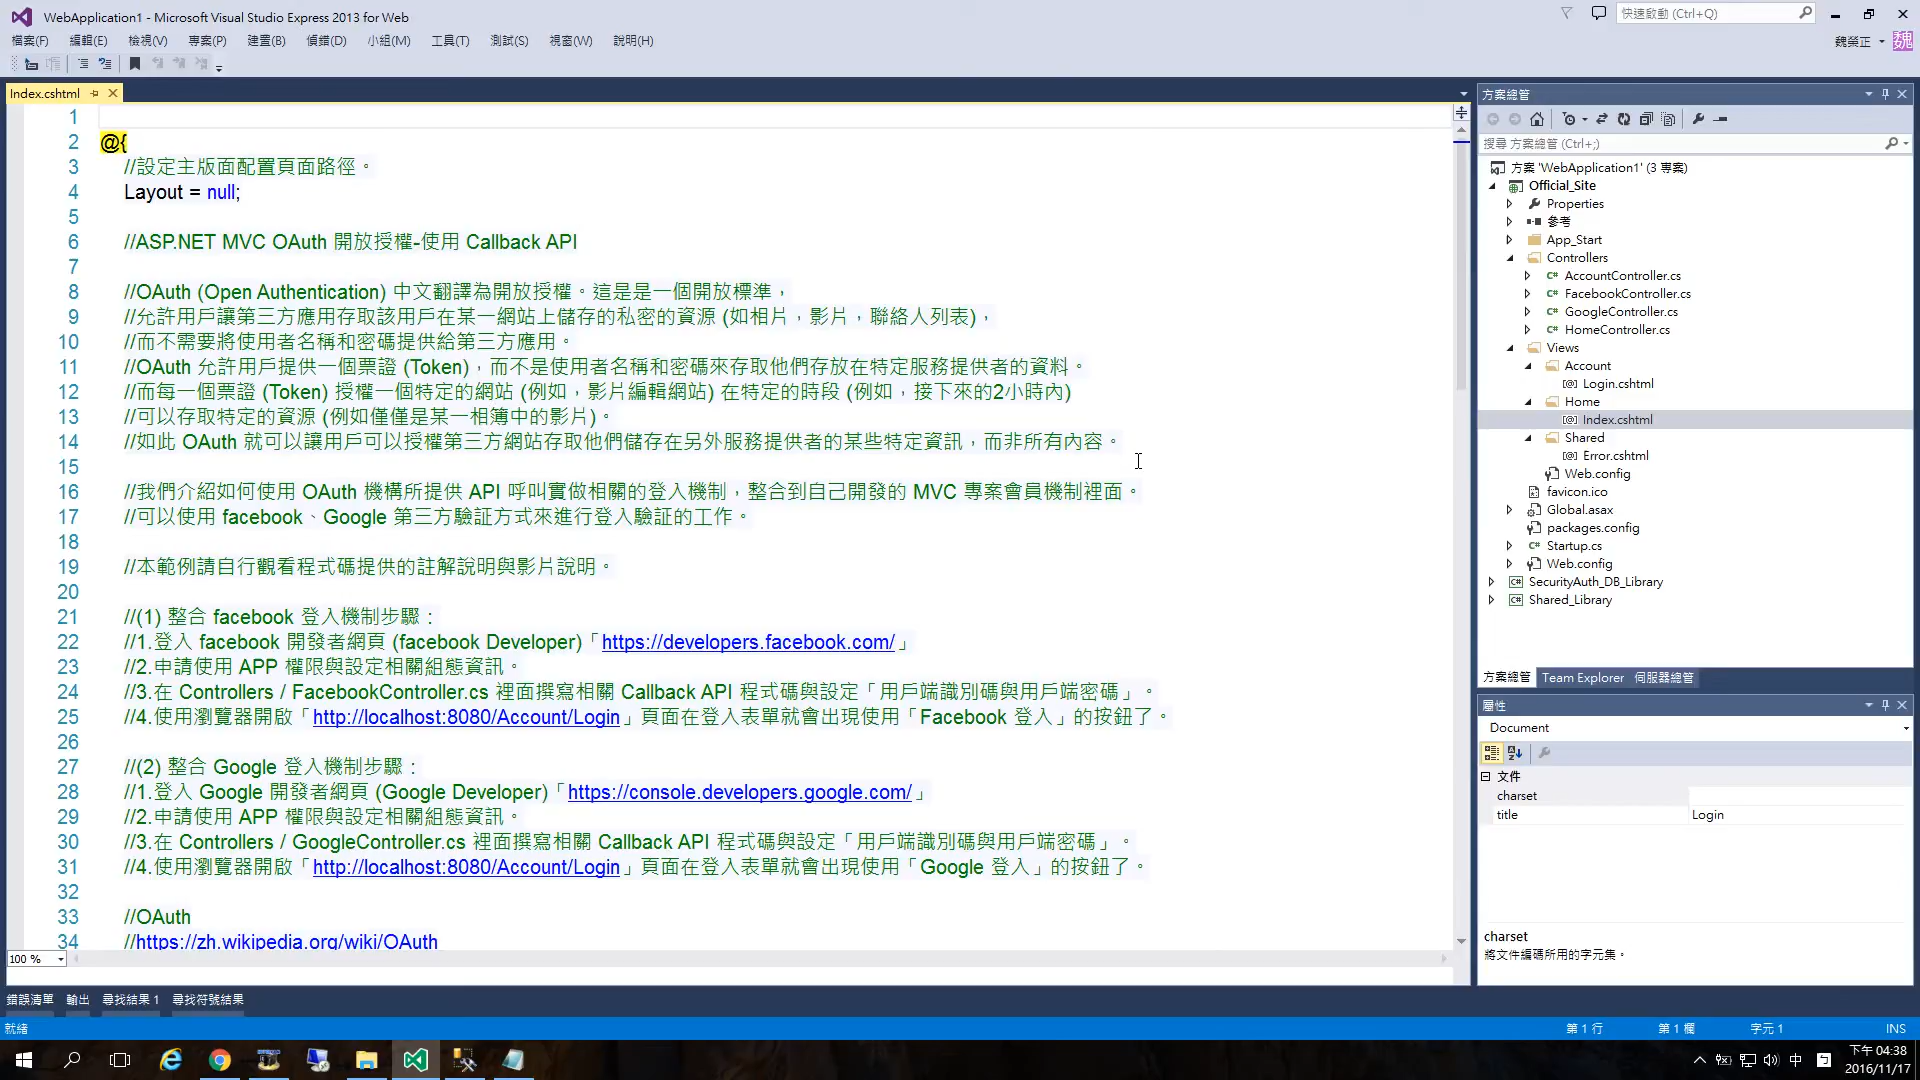 WebApplication1 - Microsoft Visual Studio Express 2013 for Web
快速啟動 (Ctrl+Q)
檔案(F) 編輯(E) 檢視(V) 專案(P) 建置(B) 偵錯(D) 小組(M) 工具(T) 測試(S) 視窗(W) 說明(H)
魏榮正 魏
Index.cshtml
1
2 @{
3 //設定主版面配置頁面路徑。
4 Layout = null;
5
6 //ASP.NET MVC OAuth 開放授權-使用 Callback API
7
8 //OAuth (Open Authentication) 中文翻譯為開放授權。這是是一個開放標準，
9 //允許用戶讓第三方應用存取該用戶在某一網站上儲存的私密的資源 (如相片，影片，聯絡人列表)，
10 //而不需要將使用者名稱和密碼提供給第三方應用。
11 //OAuth 允許用戶提供一個票證 (Token)，而不是使用者名稱和密碼來存取他們存放在特定服務提供者的資料。
12 //而每一個票證 (Token) 授權一個特定的網站 (例如，影片編輯網站) 在特定的時段 (例如，接下來的2小時內)
13 //可以存取特定的資源 (例如僅僅是某一相簿中的影片)。
14 //如此 OAuth 就可以讓用戶可以授權第三方網站存取他們儲存在另外服務提供者的某些特定資訊，而非所有內容。
15
16 //我們介紹如何使用 OAuth 機構所提供 API 呼叫實做相關的登入機制，整合到自己開發的 MVC 專案會員機制裡面。
17 //可以使用 facebook、Google 第三方驗証方式來進行登入驗証的工作。
18
19 //本範例請自行觀看程式碼提供的註解說明與影片說明。
20
21 //(1) 整合 facebook 登入機制步驟：
22 //1.登入 facebook 開發者網頁 (facebook Developer)「https://developers.facebook.com/」
23 //2.申請使用 APP 權限與設定相關組態資訊。
24 //3.在 Controllers / FacebookController.cs 裡面撰寫相關 Callback API 程式碼與設定「用戶端識別碼與用戶端密碼」。
25 //4.使用瀏覽器開啟「http://localhost:8080/Account/Login」頁面在登入表單就會出現使用「Facebook 登入」的按鈕了。
26
27 //(2) 整合 Google 登入機制步驟：
28 //1.登入 Google 開發者網頁 (Google Developer)「https://console.developers.google.com/」
29 //2.申請使用 APP 權限與設定相關組態資訊。
30 //3.在 Controllers / GoogleController.cs 裡面撰寫相關 Callback API 程式碼與設定「用戶端識別碼與用戶端密碼」。
31 //4.使用瀏覽器開啟「http://localhost:8080/Account/Login」頁面在登入表單就會出現使用「Google 登入」的按鈕了。
32
33 //OAuth
34 //https://zh.wikipedia.org/wiki/OAuth
100 %
方案總管
搜尋 方案總管 (Ctrl+;)
方案 'WebApplication1' (3 專案)
Official_Site
Properties
參考
App_Start
Controllers
C# AccountController.cs
C# FacebookController.cs
C# GoogleController.cs
C# HomeController.cs
Views
Account
[@] Login.cshtml
Home
[@] Index.cshtml
Shared
[@] Error.cshtml
Web.config
favicon.ico
Global.asax
packages.config
C# Startup.cs
Web.config
C# SecurityAuth_DB_Library
C# Shared_Library
方案總管 Team Explorer 伺服器總管
屬性
Document
文件
charset
title Login
charset
將文件編碼所用的字元集。
錯誤清單 輸出 尋找結果 1 尋找符號結果
就緒 第 1 行 第 1 欄 字元 1 INS
中 下午 04:38
2016/11/17